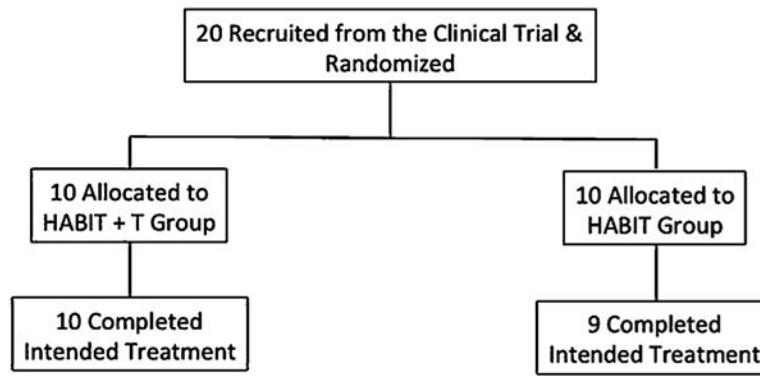 20 Recruited from the Clinical Trial &
Randomized
10 Allocated to
HABIT + T Group
10 Allocated to
HABIT Group
10 Completed
Intended Treatment
9 Completed
Intended Treatment